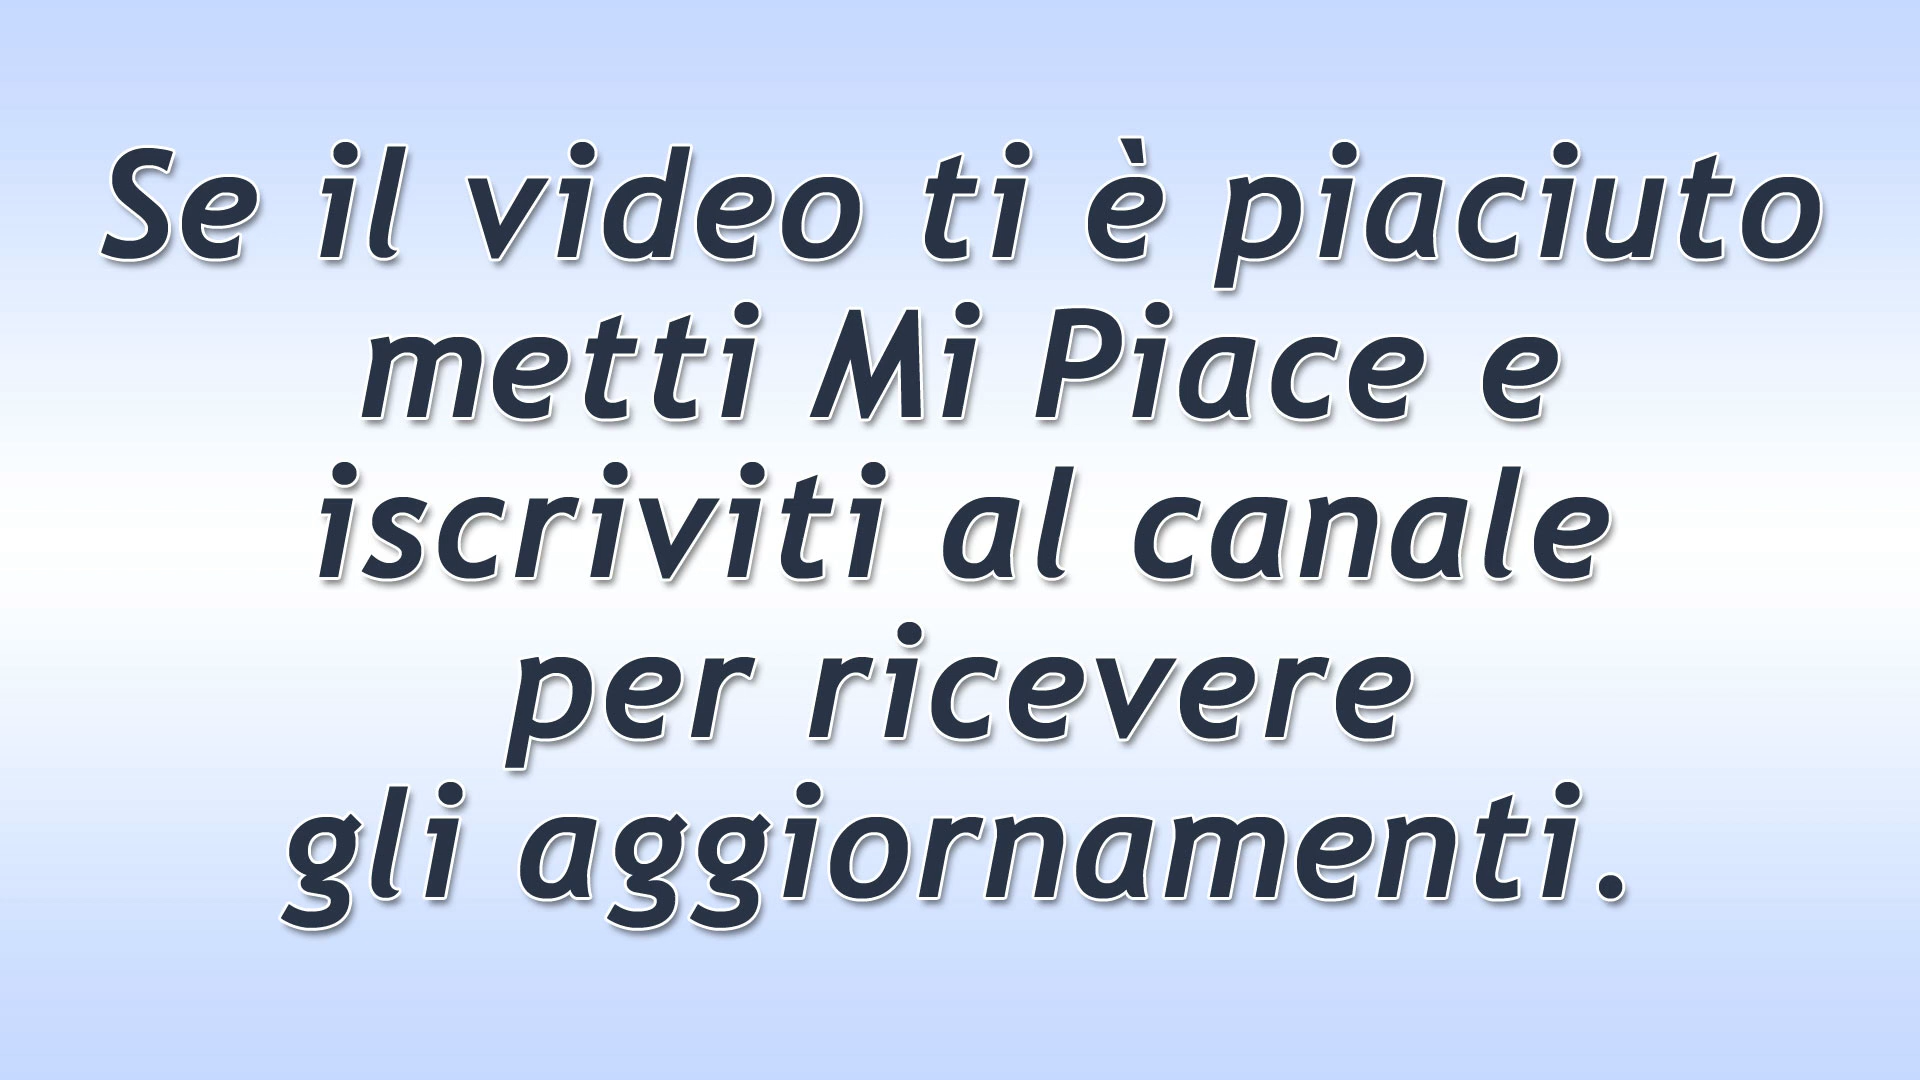 Se il video ti è piaciuto
metti Mi Piace e
iscriviti al canale
per ricevere
gli aggiornamenti.